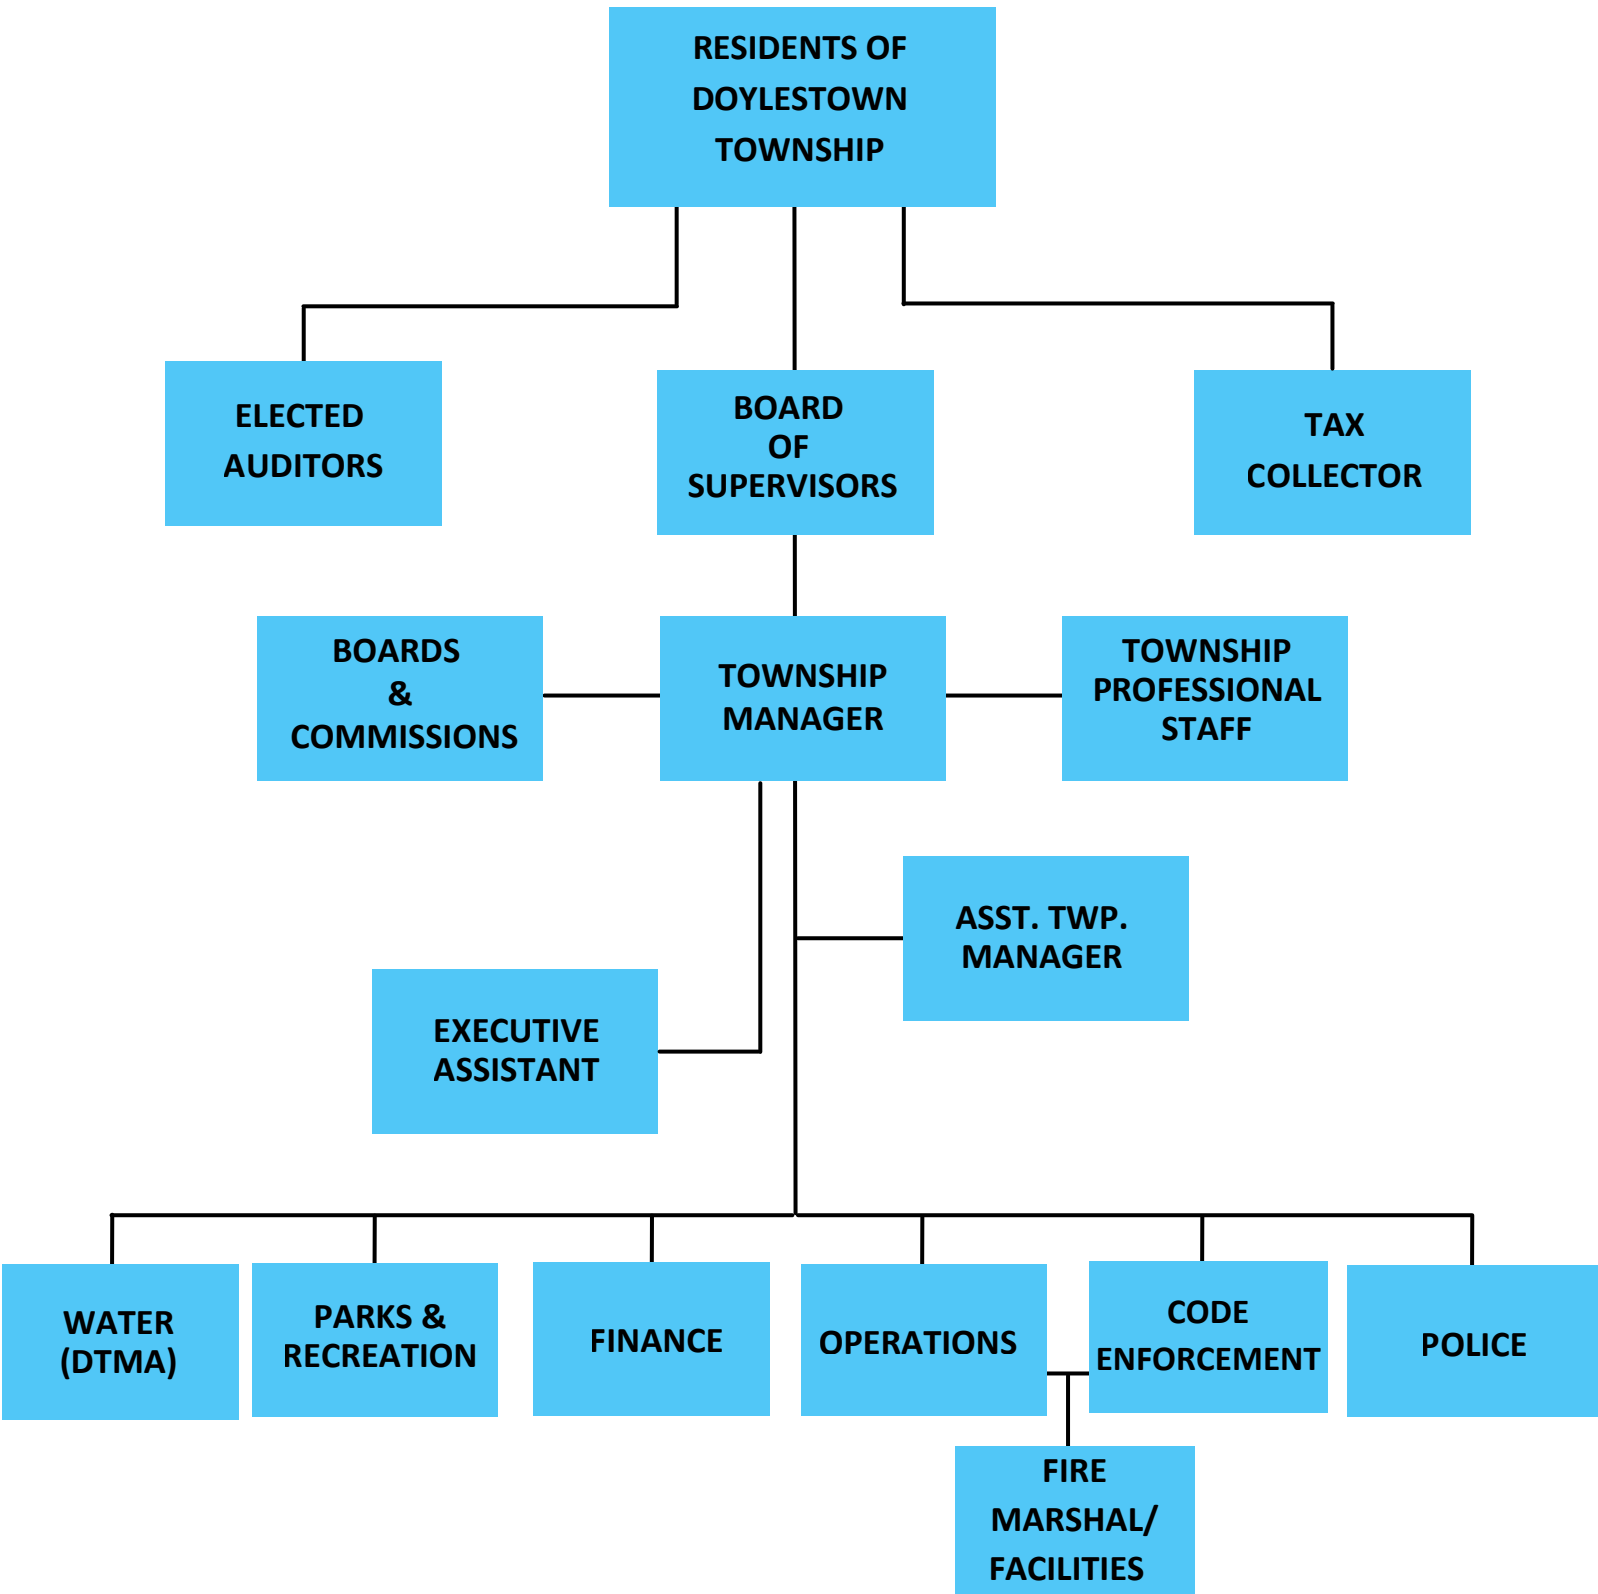 RESIDENTS OF
DOYLESTOWN
TOWNSHIP
ELECTED
AUDITORS
BOARD
OF
SUPERVISORS
TAX
COLLECTOR
BOARDS
&
COMMISSIONS
TOWNSHIP
MANAGER
TOWNSHIP
PROFESSIONAL
STAFF
ASST. TWP.
MANAGER
EXECUTIVE
ASSISTANT
WATER
(DTMA)
PARKS &
RECREATION
FINANCE
OPERATIONS
CODE
ENFORCEMENT
POLICE
FIRE
MARSHAL/
FACILITIES